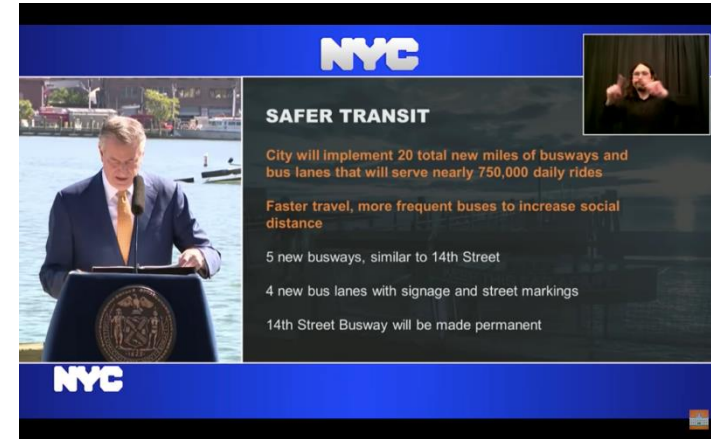 NYC
SAFER TRANSIT
City will implement 20 total new miles of busways and
bus lanes that will serve nearly 750,000 daily rides
Faster travel, more frequent buses to increase social
distance
5 new busways, similar to 14th Street
4 new bus lanes with signage and street markings
14th Street Busway will be made permanent
NYC